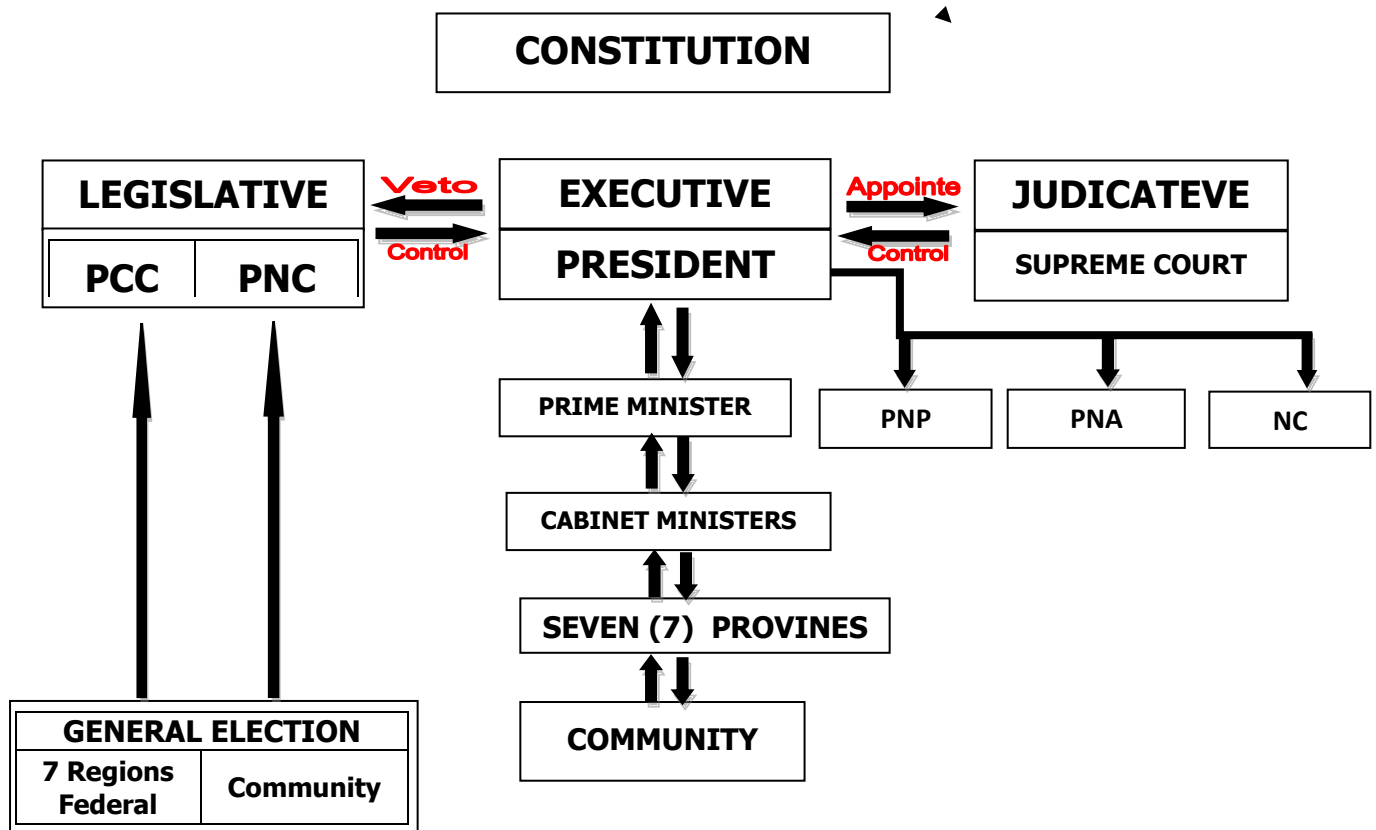 CONSTITUTION
LEGISLATIVE
Veto
EXECUTIVE
Appointe
JUDICATEVE
PCC
PNC
Control
PRESIDENT
Control
SUPREME COURT
PRIME MINISTER
PNP
PNA
NC
CABINET MINISTERS
SEVEN (7) PROVINES
COMMUNITY
GENERAL ELECTION
7 Regions
Federal
Community